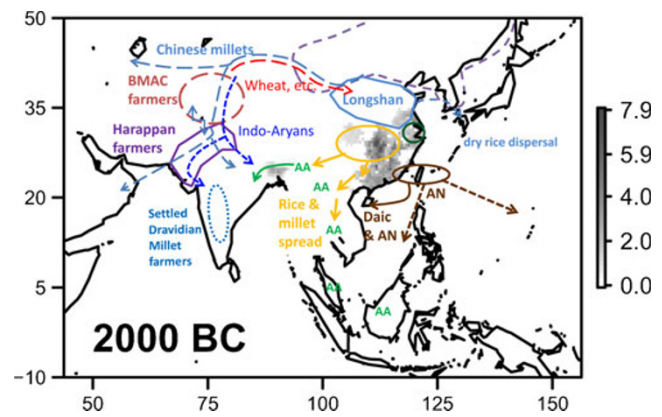 50
35
20
5
−10
50
75
100
125
150
7.9
5.9
4.0
2.0
0.0
Chinese millets
BMAC
farmers
Wheat, etc.
Longshan
Harappan
farmers
Indo-Aryans
dry rice dispersal
AA
AA
AN
Settled
Dravidian
Millet
farmers
Rice &
millet
spread
Daic
& AN
AA
AA
AA
2000 BC